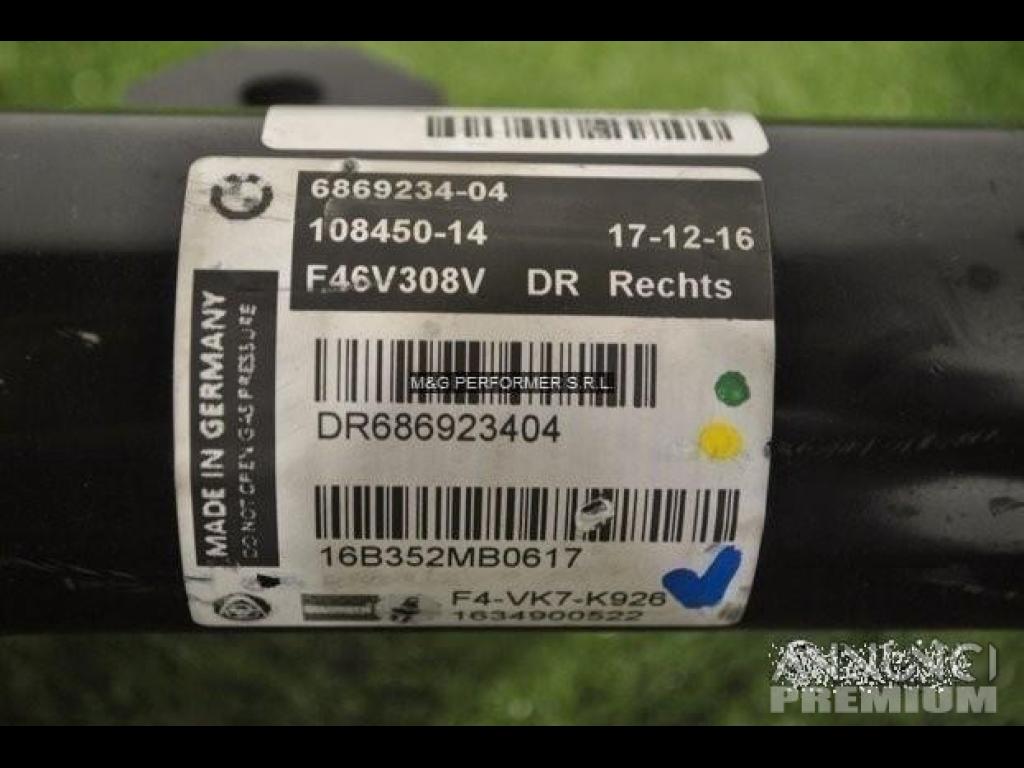 6869234-04
108450-14 17-12-16
F46V308V DR Rechts
MADE IN GERMANY
DO NOT OPEN GAS PRESSURE
M&G PERFORMER S.R.L.
DR686923404
16B352MB0617
F4-VK7-K926
1634900522
PREMIUM